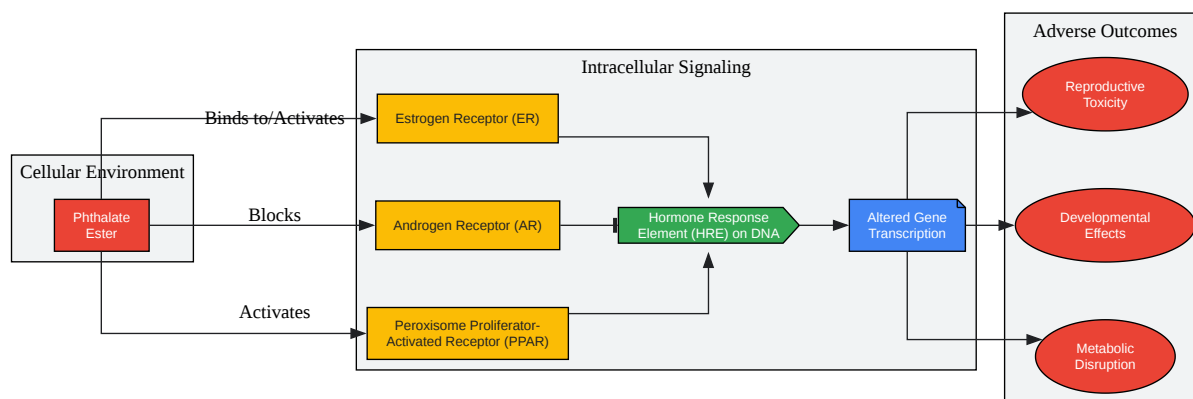 Adverse Outcomes
Intracellular Signaling
Reproductive
Toxicity
Binds to/Activates
Estrogen Receptor (ER)
Cellular Environment
Phthalate
Ester
Blocks
Androgen Receptor (AR)
Hormone Response
Element (HRE) on DNA
Altered Gene
Transcription
Developmental
Effects
Activates
Peroxisome Proliferator-
Activated Receptor (PPAR)
Metabolic
Disruption